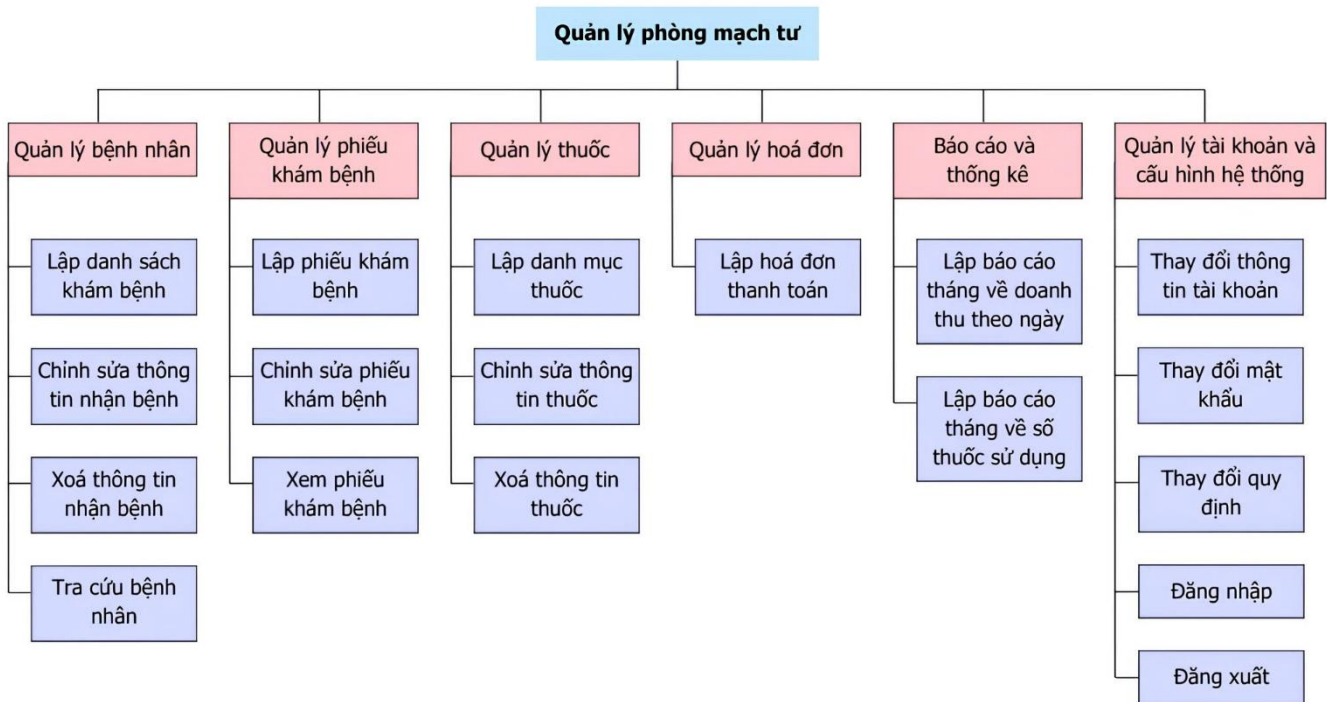 Quản lý phòng mạch tư
Quản lý bệnh nhân
Lập danh sách
khám bệnh
Chỉnh sửa thông
tin nhận bệnh
Xoá thông tin
nhận bệnh
Tra cứu bệnh
nhân
Quản lý phiếu
khám bệnh
Lập phiếu khám
bệnh
Chỉnh sửa phiếu
khám bệnh
Xem phiếu
khám bệnh
Quản lý thuốc
Lập danh mục
thuốc
Chỉnh sửa thông
tin thuốc
Xoá thông tin
thuốc
Quản lý hoá đơn
Lập hoá đơn
thanh toán
Báo cáo và
thống kê
Lập báo cáo
tháng về doanh
thu theo ngày
Lập báo cáo
tháng về số
thuốc sử dụng
Quản lý tài khoản và
cấu hình hệ thống
Thay đổi thông
tin tài khoản
Thay đổi mật
khẩu
Thay đổi quy
định
Đăng nhập
Đăng xuất